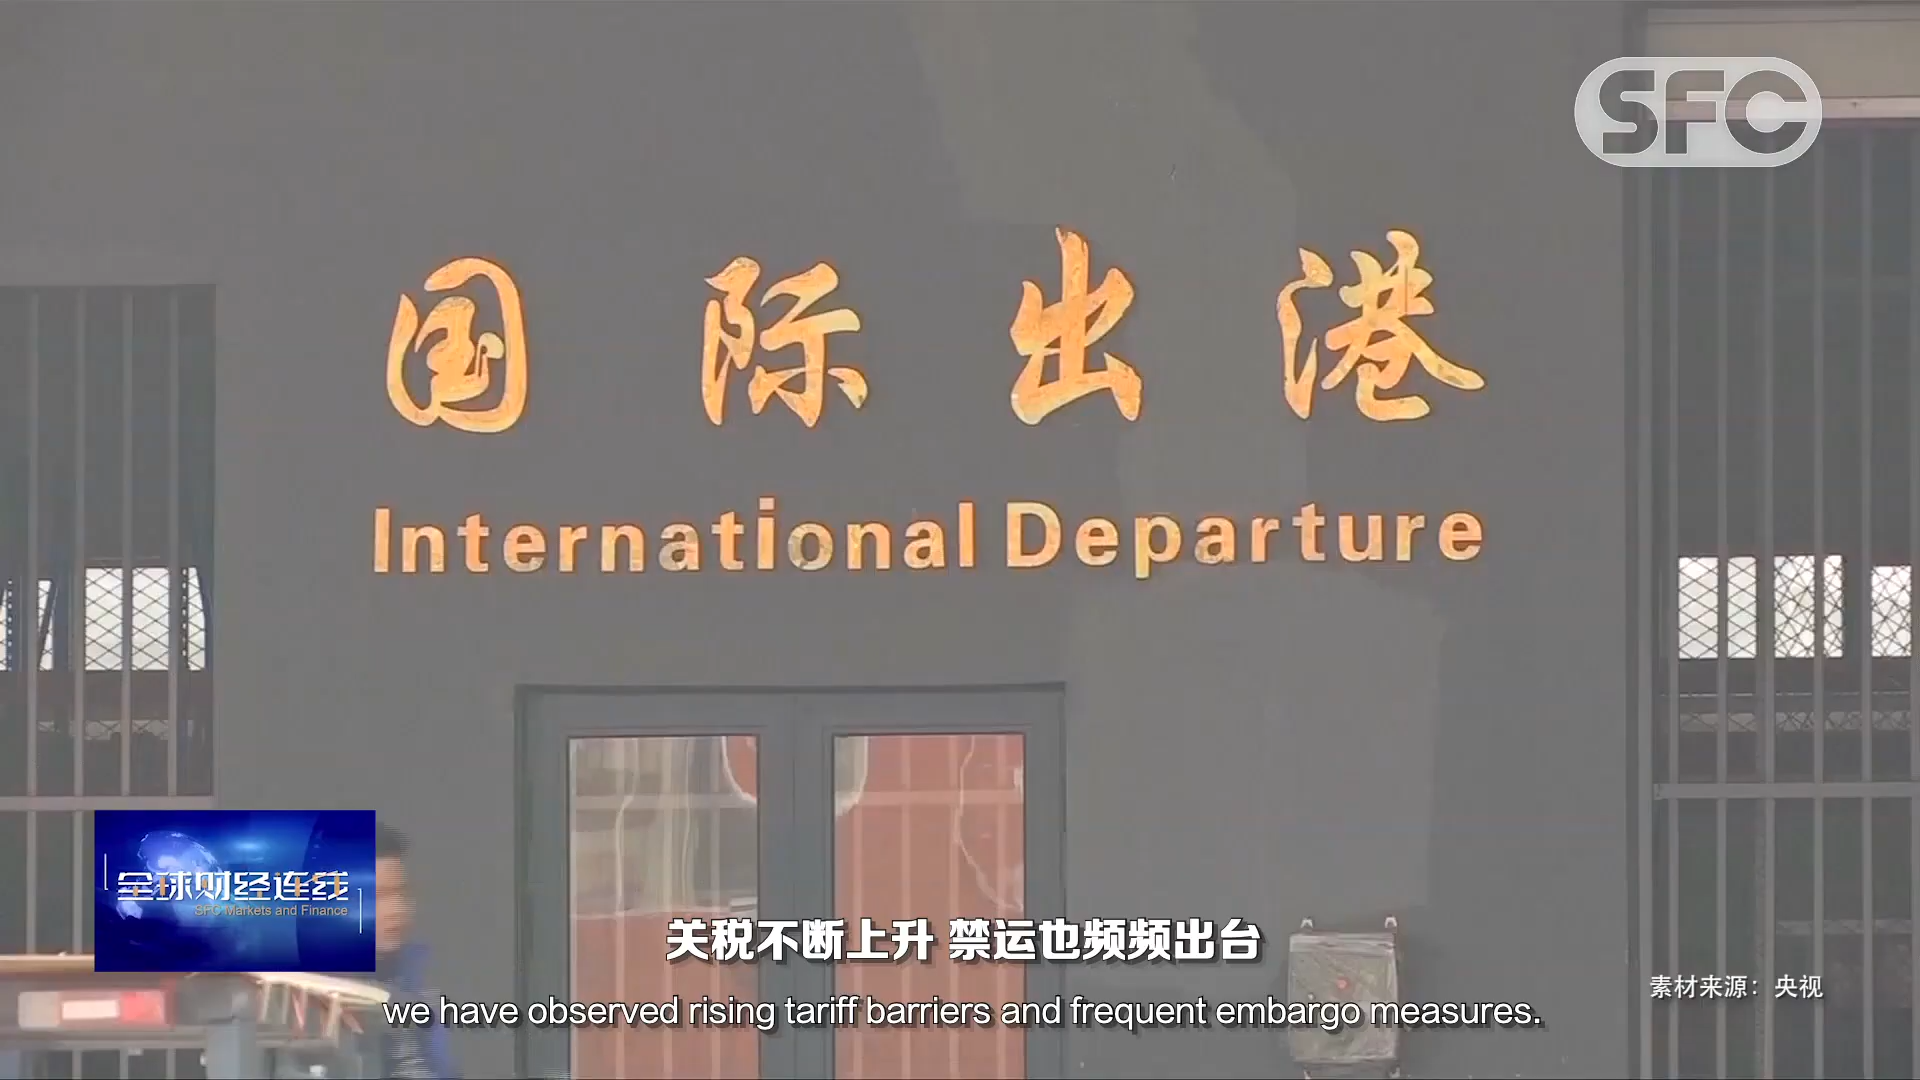 SFC
国际出港
International Departure
全球财经连线
SFC Markets and Finance
关税不断上升 禁运也频频出台
we have observed rising tariff barriers and frequent embargo measures.
素材来源：央视